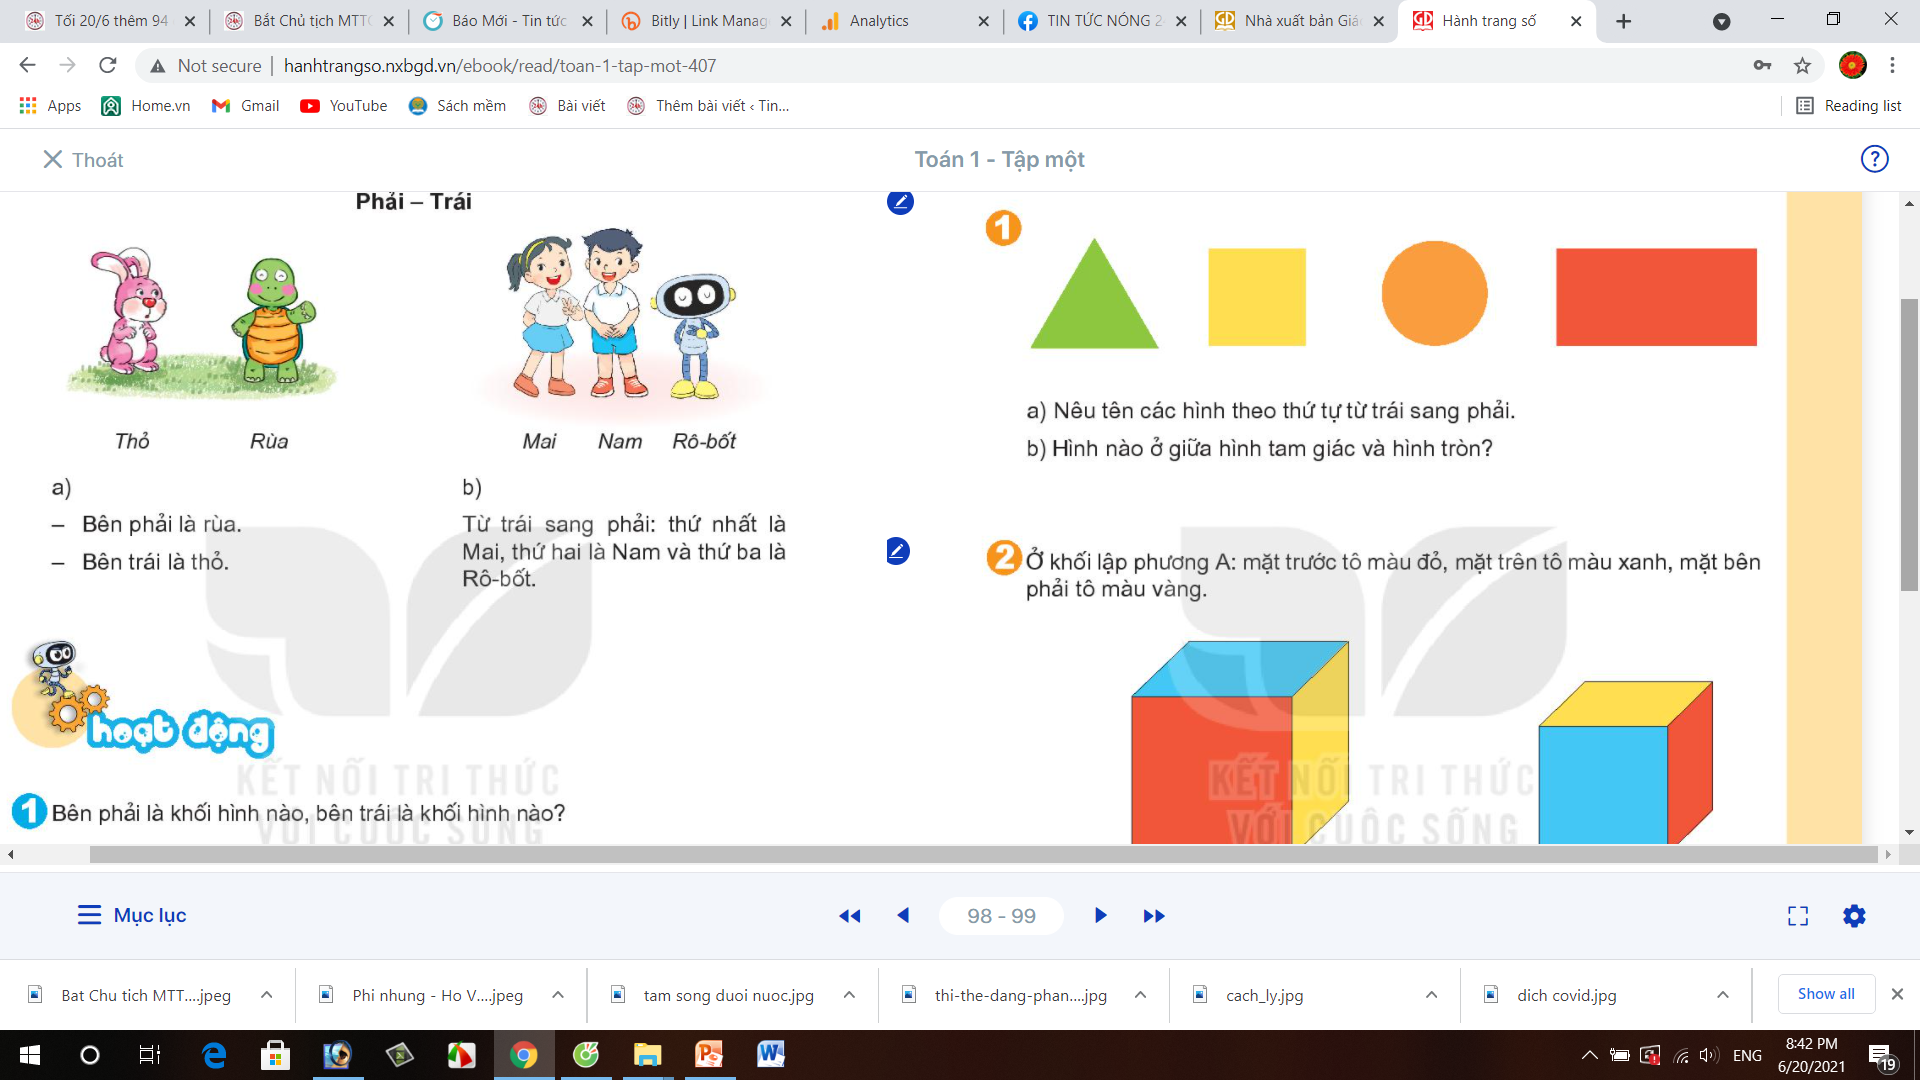 Tối 20/6 thêm 94
Bắt Chủ tịch MTT
Báo Mới - Tin tức
Bitly | Link Manag
Analytics
TIN TỨC NÓNG 2
Nhà xuất bản Giá
Hành trang số
Not secure | hanhtrangso.nxbgd.vn/ebook/read/toan-1-tap-mot-407
Apps
Home.vn
Gmail
YouTube
Sách mềm
Bài viết
Thêm bài viết ‹ Tin...
Reading list
Thoát
Toán 1 - Tập một
?
Phải – Trái
Thỏ Rùa
Mai Nam Rô-bốt
a)
– Bên phải là rùa.
– Bên trái là thỏ.
b)
Từ trái sang phải: thứ nhất là
Mai, thứ hai là Nam và thứ ba là
Rô-bốt.
hoạt động
1 Bên phải là khối hình nào, bên trái là khối hình nào?
KẾT NỐI TRI THỨC
VỚI CUỘC SỐNG
1
a) Nêu tên các hình theo thứ tự từ trái sang phải.
b) Hình nào ở giữa hình tam giác và hình tròn?
2 Ở khối lập phương A: mặt trước tô màu đỏ, mặt trên tô màu xanh, mặt bên
phải tô màu vàng.
KẾT NỐI TRI THỨC
VỚI CUỘC SỐNG
Mục lục
98 - 99
Bat Chu tich MTT....jpeg
Phi nhung - Ho V....jpeg
tam song duoi nuoc.jpg
thi-the-dang-phan....jpg
cach_ly.jpg
dich covid.jpg
Show all
ENG
8:42 PM
6/20/2021
19